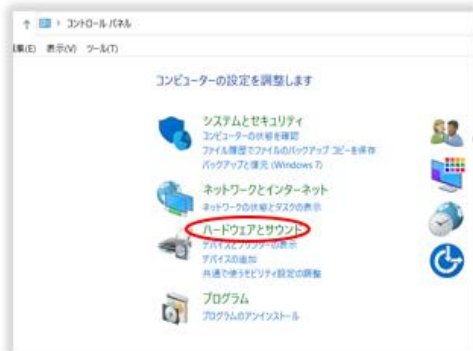 ↑ › コントロール パネル
編集(E) 表示(V) ツール(T)
コンピューターの設定を調整します
システムとセキュリティ
コンピューターの状態を確認
ファイル履歴でファイルのバックアップ コピーを保存
バックアップと復元 (Windows 7)
ネットワークとインターネット
ネットワークの状態とタスクの表示
ハードウェアとサウンド
デバイスとプリンターの表示
デバイスの追加
共通で使うモビリティ設定の調整
プログラム
プログラムのアンインストール